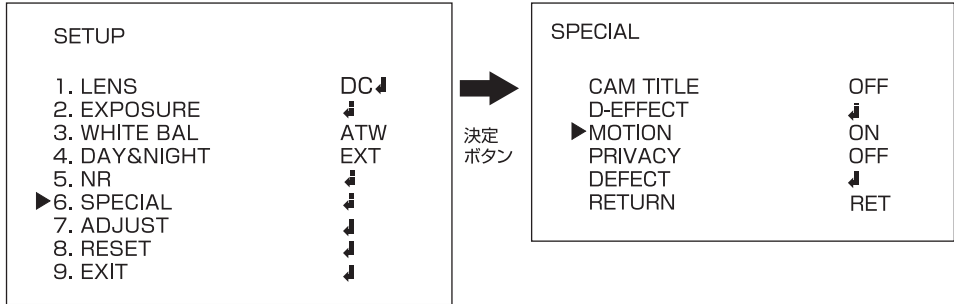 SETUP
1. LENS DC↲
2. EXPOSURE ↲
3. WHITE BAL ATW
4. DAY&NIGHT EXT
5. NR ↲
▶6. SPECIAL ↲
7. ADJUST ↲
8. RESET ↲
9. EXIT ↲
決定
ボタン
SPECIAL
CAM TITLE OFF
D-EFFECT ↲
▶MOTION ON
PRIVACY OFF
DEFECT ↲
RETURN RET